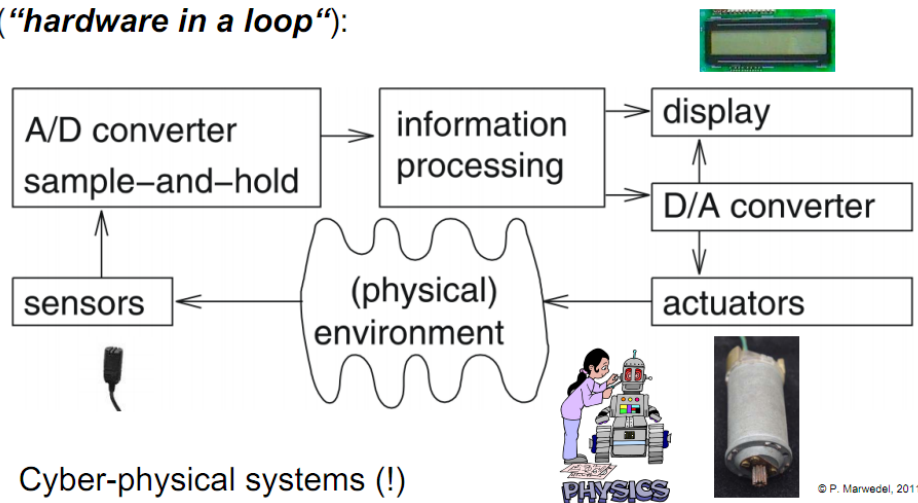 (“hardware in a loop“):
A/D converter
sample−and−hold
information
processing
display
D/A converter
sensors
(physical)
environment
actuators
PHYSICS
Cyber-physical systems (!)
© P. Marwedel, 2011